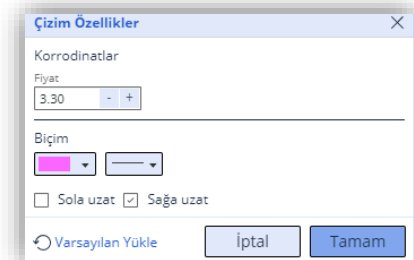 Çizim Özellikler
Korrodinatlar
Fiyat
3.30 - +
Biçim
Sola uzat Sağa uzat
Varsayılan Yükle İptal Tamam